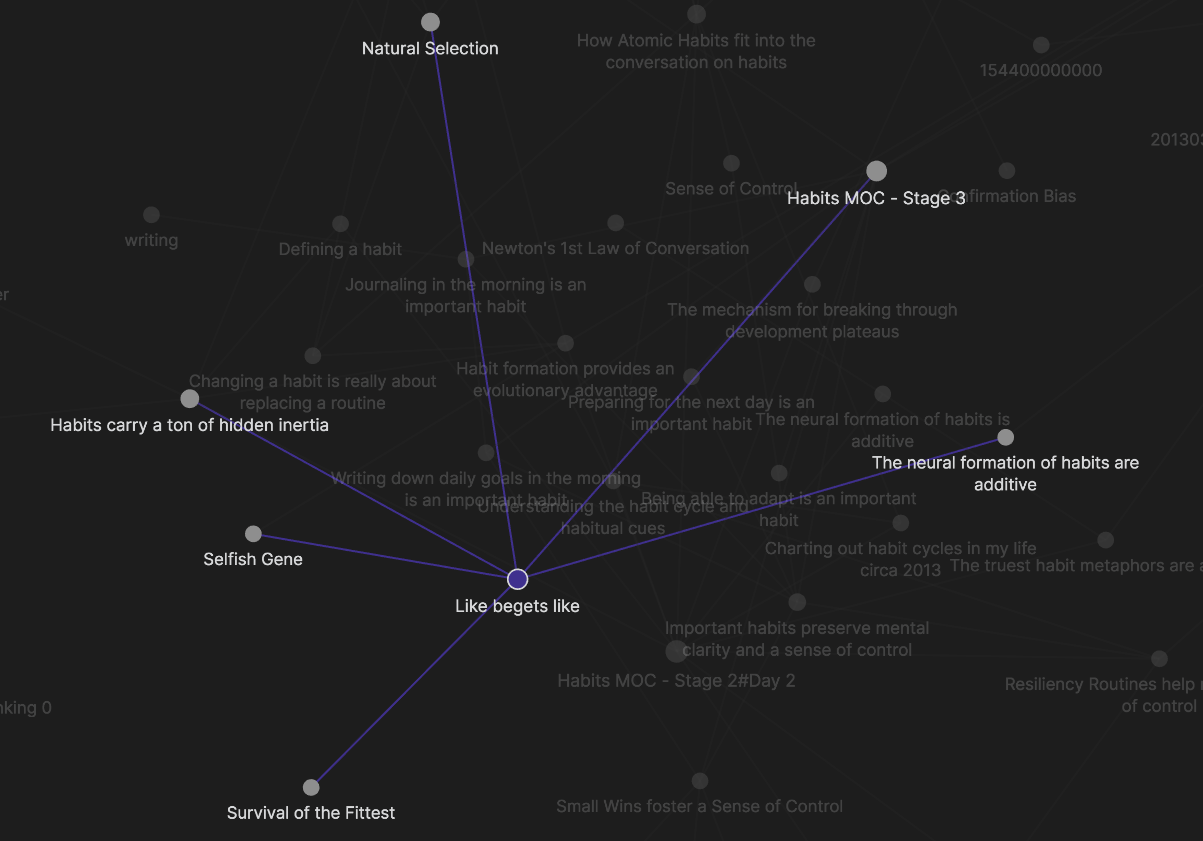 Natural Selection
How Atomic Habits fit into the
conversation on habits
154400000000
Sense of Control
Habits MOC - Stage 3
Confirmation Bias
writing
Defining a habit
Newton's 1st Law of Conversation
Journaling in the morning is an
important habit
The mechanism for breaking through
development plateaus
Changing a habit is really about
replacing a routine
Habit formation provides an
evolutionary advantage
Preparing for the next day is an
important habit
Habits carry a ton of hidden inertia
The neural formation of habits is
additive
The neural formation of habits are
additive
Writing down daily goals in the morning
is an important habit
Understanding the habit cycle and
habitual cues
Being able to adapt is an important
habit
Charting out habit cycles in my life
circa 2013
The truest habit metaphors are
Selfish Gene
Like begets like
Important habits preserve mental
clarity and a sense of control
Habits MOC - Stage 2#Day 2
Resiliency Routines help
of control
nking 0
Survival of the Fittest
Small Wins foster a Sense of Control